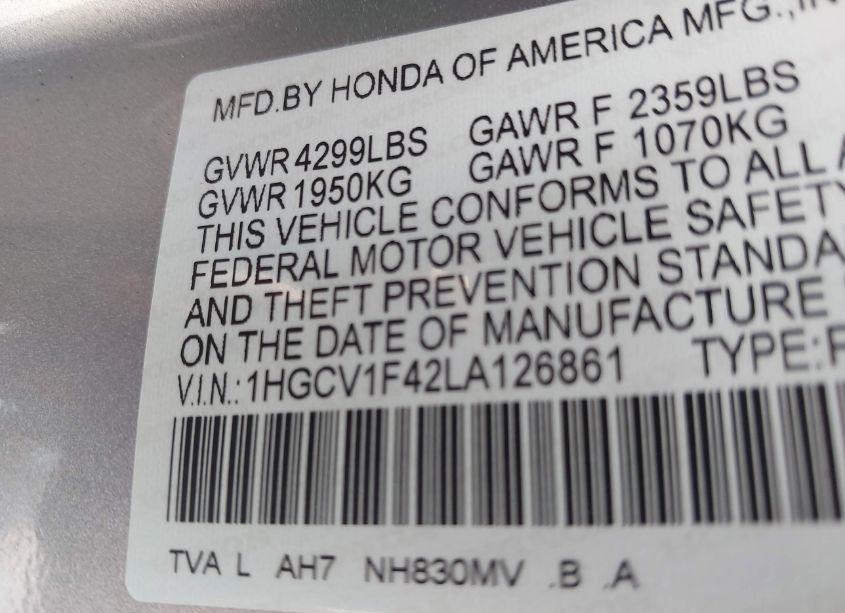 MFD.BY HONDA OF AMERICA MFG.,IN
GVWR 4299LBS GAWR F 2359LBS
GVWR 1950KG GAWR F 1070KG
THIS VEHICLE CONFORMS TO ALL A
FEDERAL MOTOR VEHICLE SAFETY
AND THEFT PREVENTION STANDA
ON THE DATE OF MANUFACTURE
V.I.N.: 1HGCV1F42LA126861 TYPE:P
TVA L AH7 NH830MV .B .A